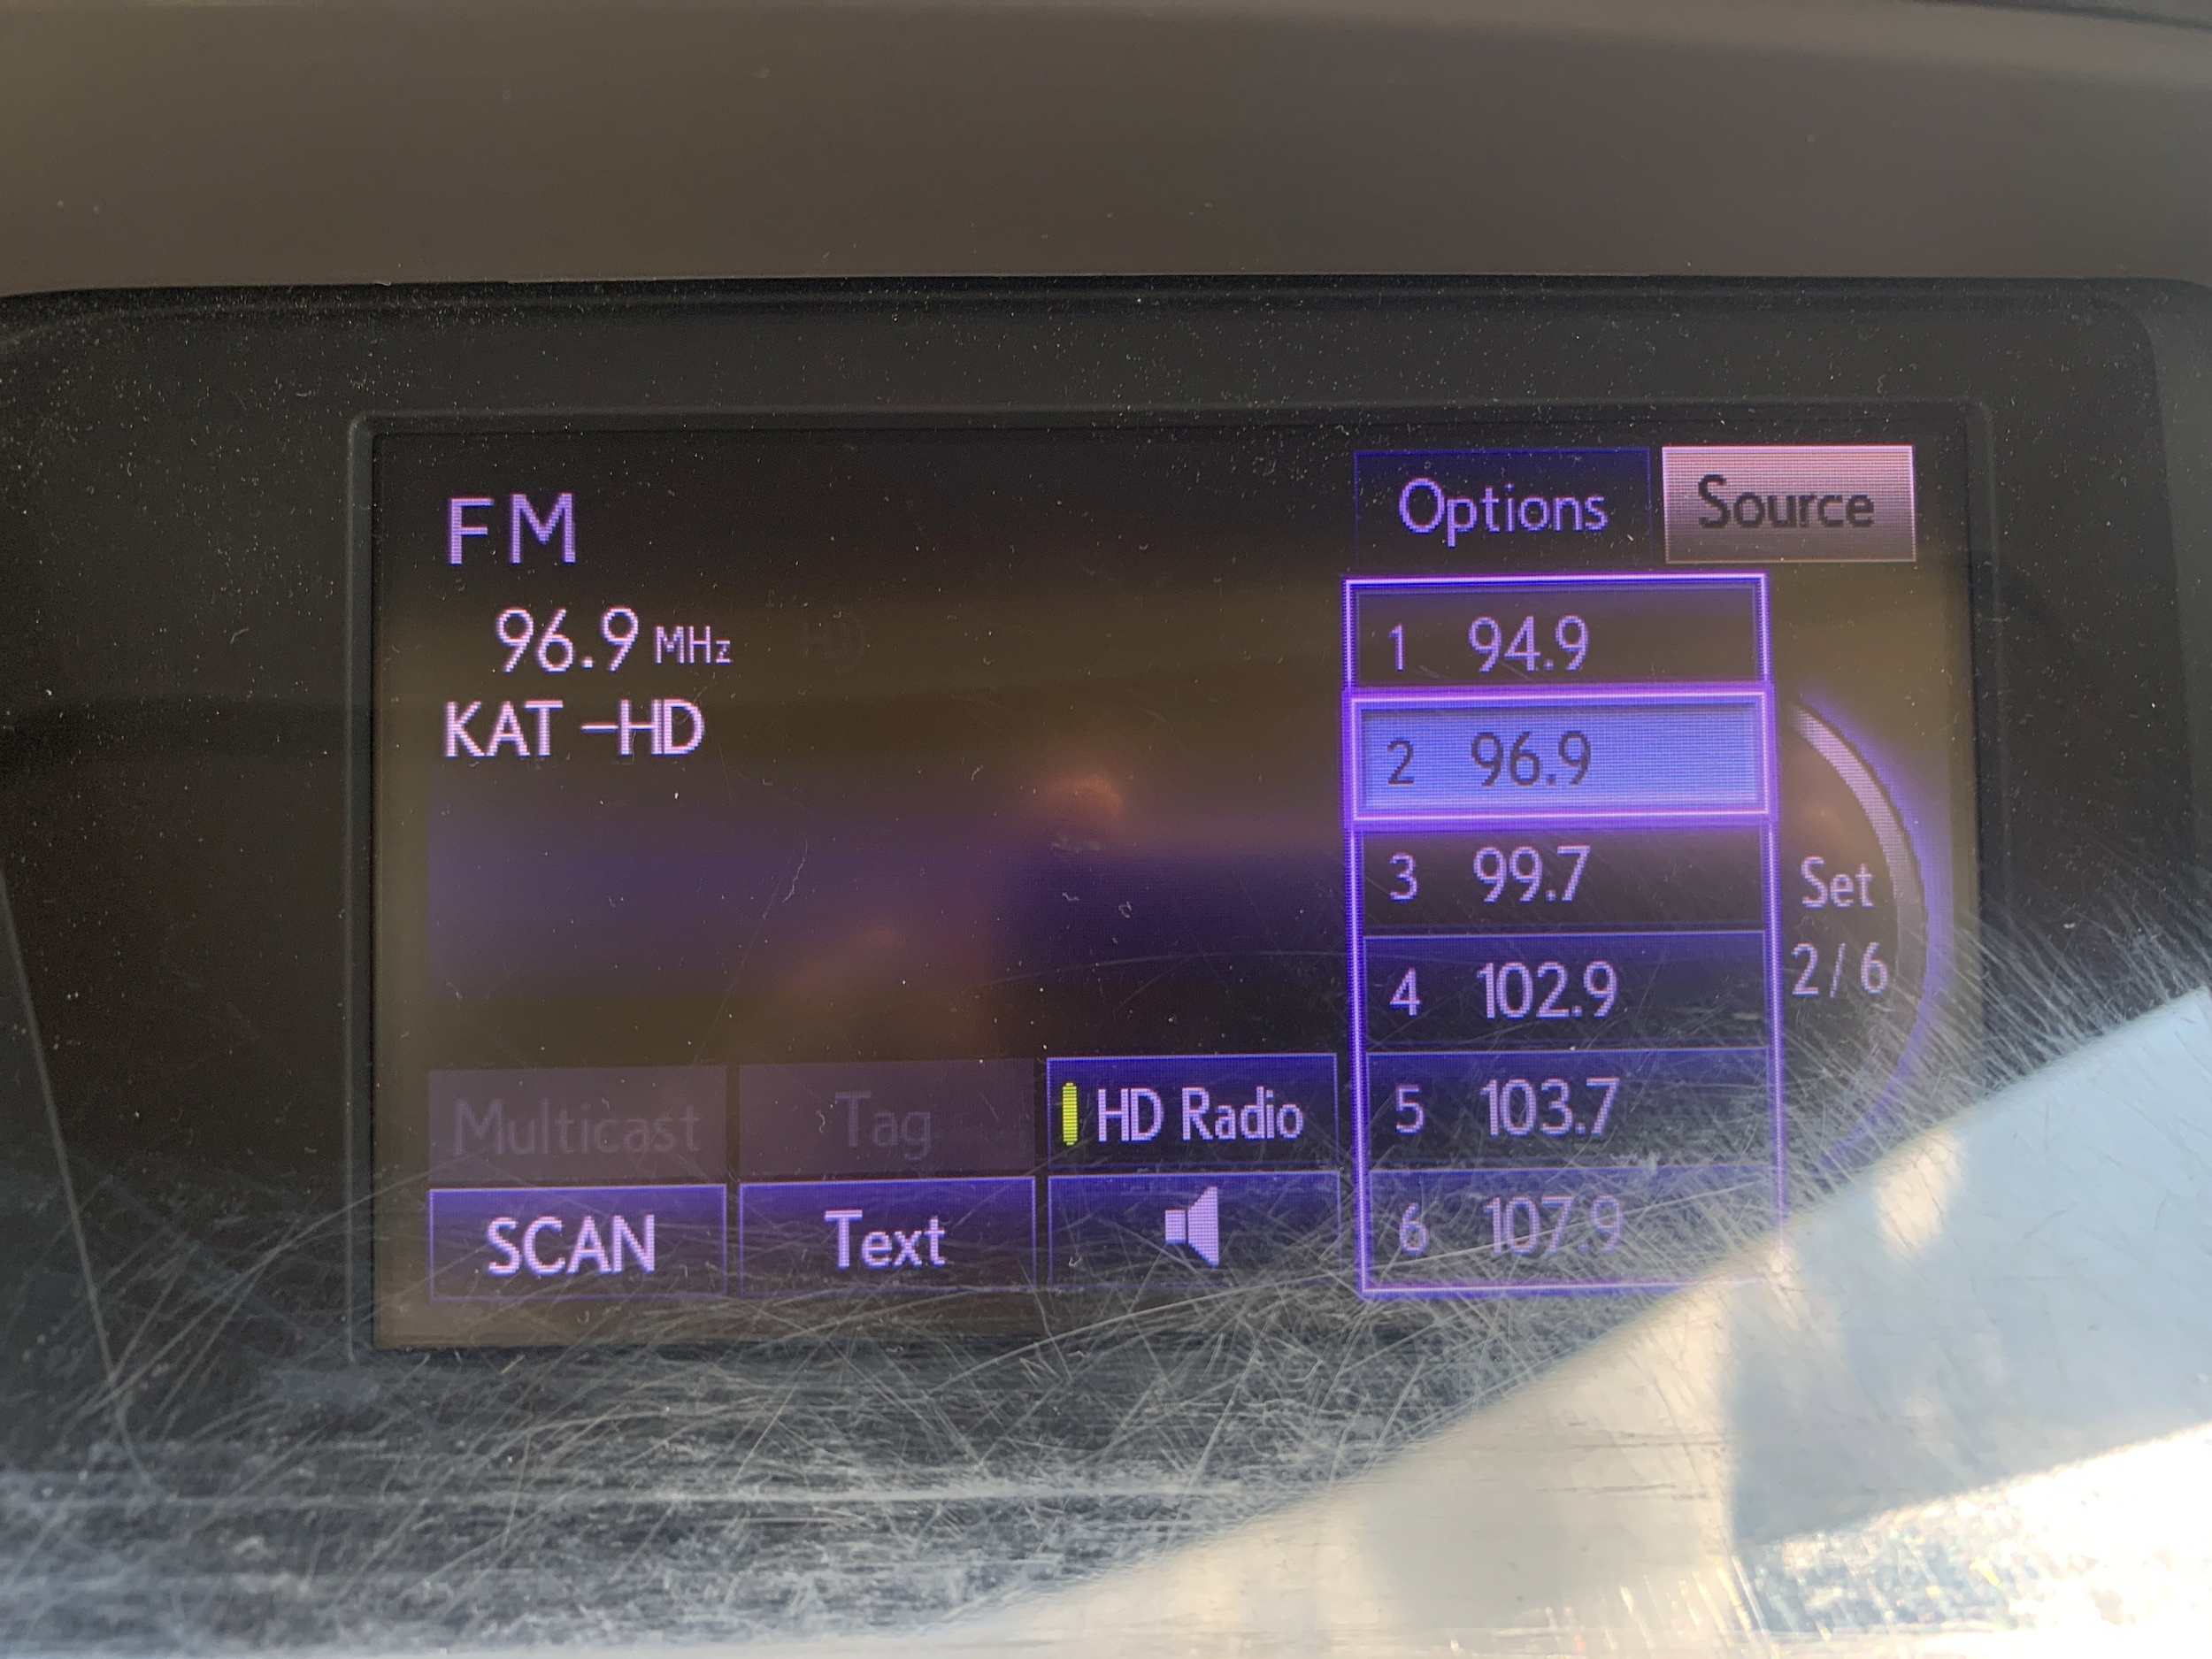 FM
Options Source
96.9 MHz HD)
KAT -HD
1 94.9
2 96.9
3 99.7
4 102.9
5 103.7
6 107.9
Set
2/6
Multicast Tag HD Radio
SCAN Text